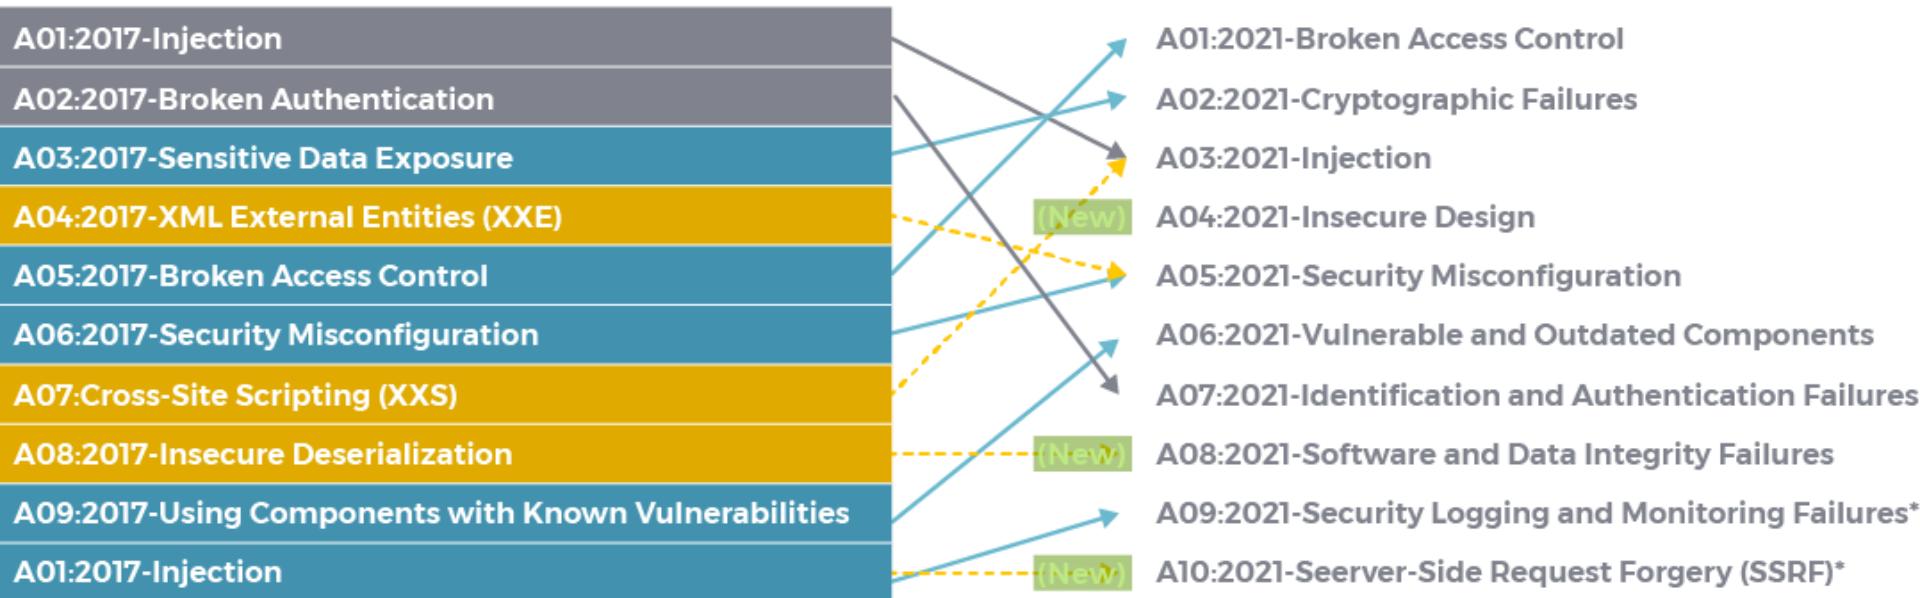 A01:2017-Injection
A02:2017-Broken Authentication
A03:2017-Sensitive Data Exposure
A04:2017-XML External Entities (XXE)
A05:2017-Broken Access Control
A06:2017-Security Misconfiguration
A07:Cross-Site Scripting (XXS)
A08:2017-Insecure Deserialization
A09:2017-Using Components with Known Vulnerabilities
A01:2017-Injection
A01:2021-Broken Access Control
A02:2021-Cryptographic Failures
A03:2021-Injection
(New) A04:2021-Insecure Design
A05:2021-Security Misconfiguration
A06:2021-Vulnerable and Outdated Components
A07:2021-Identification and Authentication Failures
(New) A08:2021-Software and Data Integrity Failures
A09:2021-Security Logging and Monitoring Failures*
(New) A10:2021-Seerver-Side Request Forgery (SSRF)*